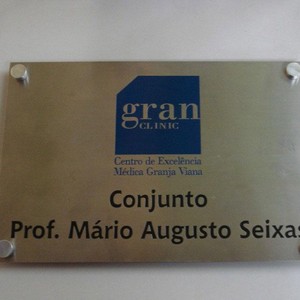 gran
CLINIC
Centro de Excelência
Médica Granja Viana
Conjunto
Prof. Mário Augusto Seixas